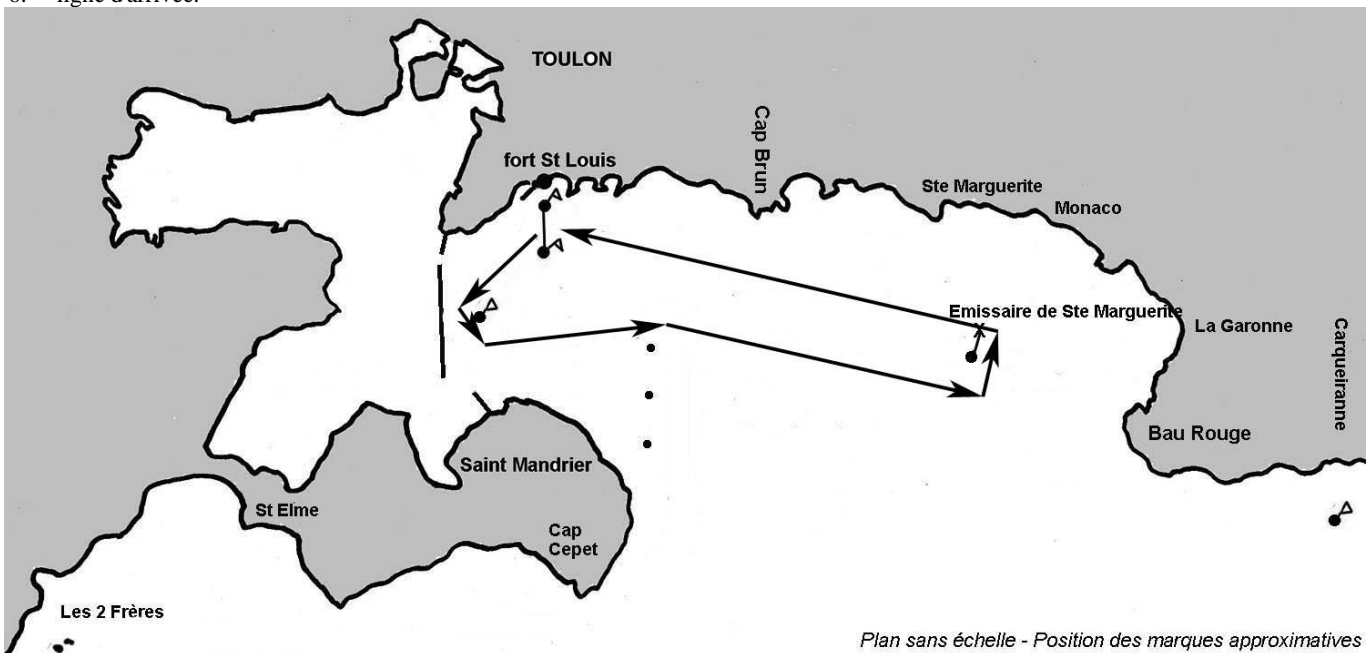 6. ligne d'arrivée.
TOULON
fort St Louis
Cap Brun
Ste Marguerite
Monaco
Emissaire de Ste Marguerite
La Garonne
Carqueiranne
Bau Rouge
Saint Mandrier
St Elme
Cap
Cepet
Les 2 Frères
Plan sans échelle - Position des marques approximatives